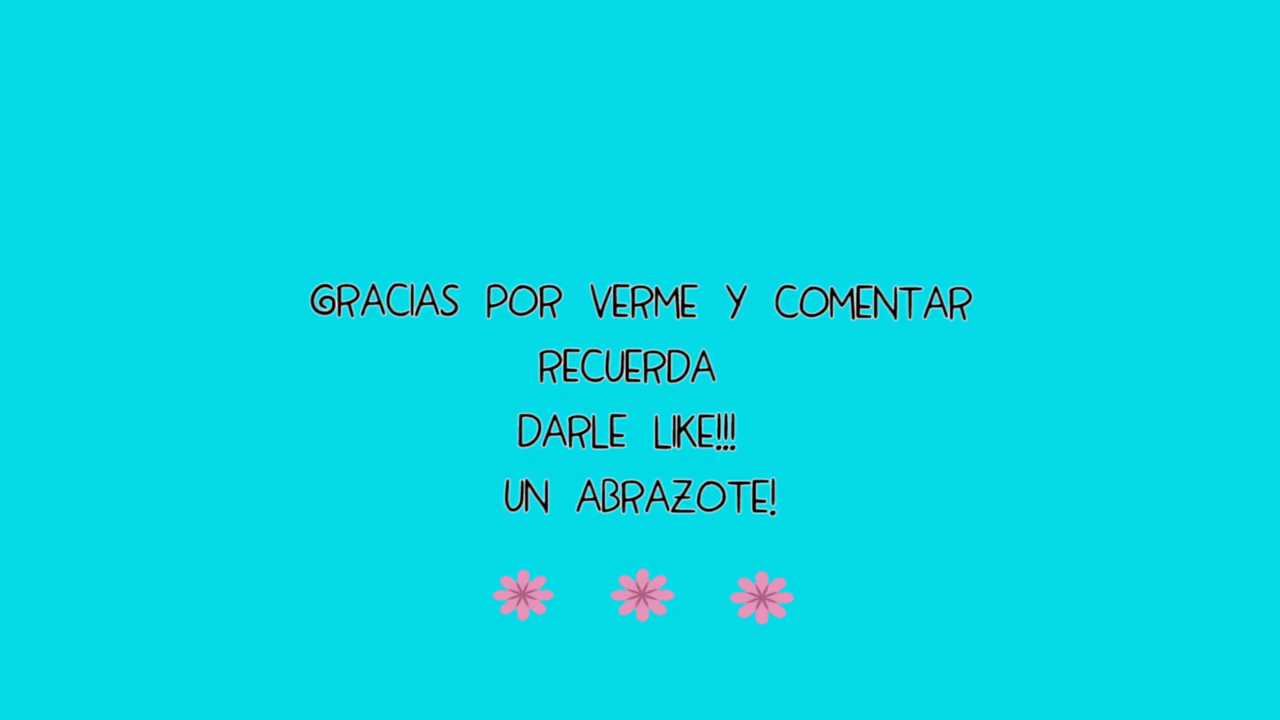 GRACIAS POR VERME Y COMENTAR
RECUERDA
DARLE LIKE!!!
UN ABRAZOTE!